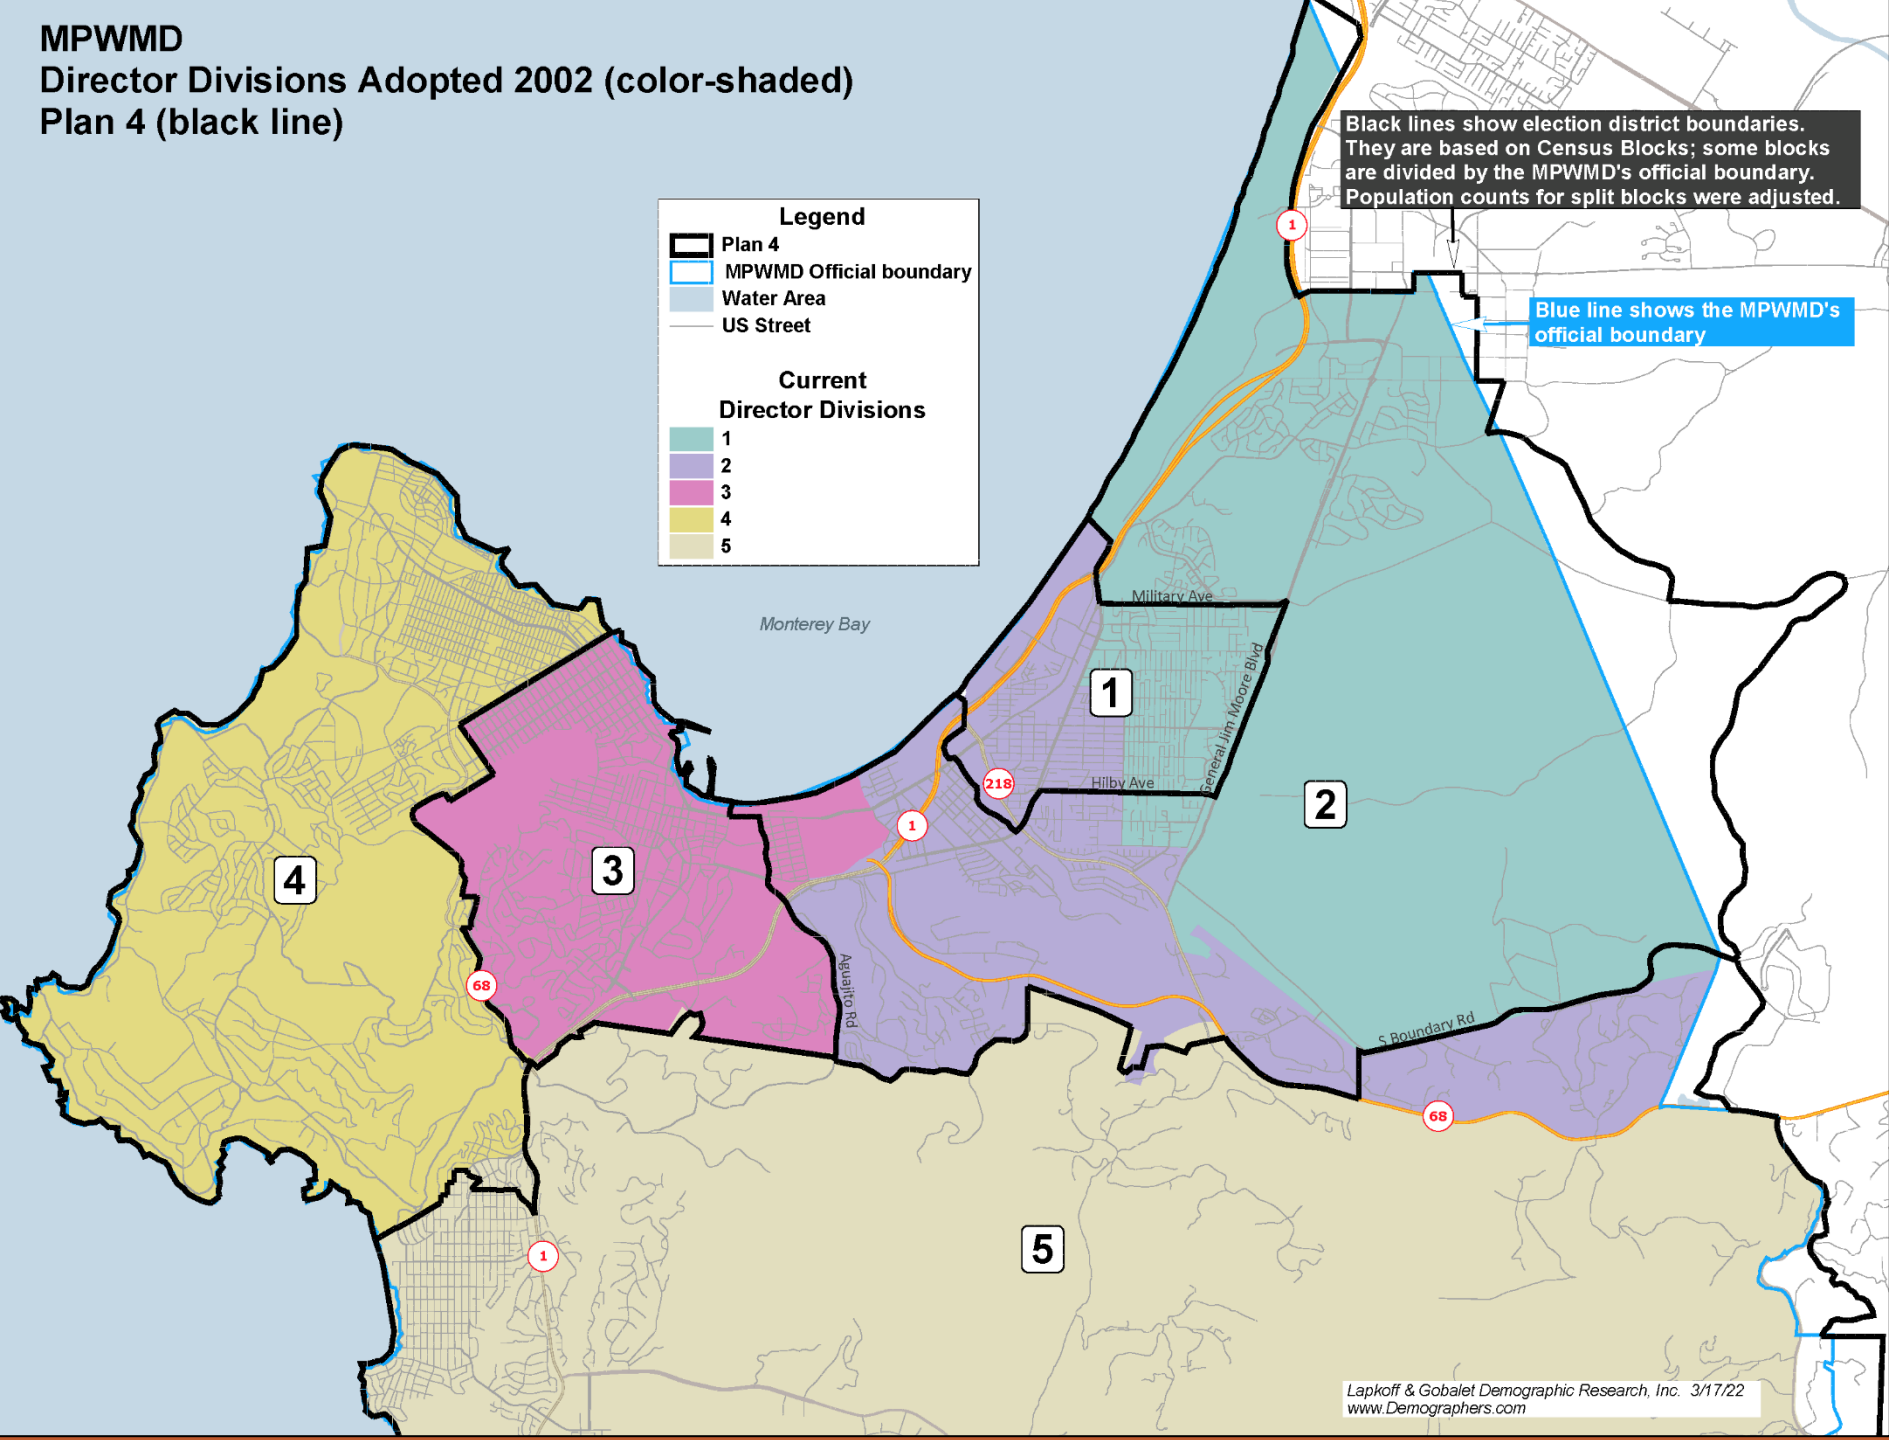 MPWMD
Director Divisions Adopted 2002 (color-shaded)
Plan 4 (black line)
Black lines show election district boundaries.
They are based on Census Blocks; some blocks
are divided by the MPWMD's official boundary.
Population counts for split blocks were adjusted.
Legend
Plan 4
MPWMD Official boundary
Water Area
US Street
Current
Director Divisions
1
2
3
4
5
1
Blue line shows the MPWMD's
official boundary
Monterey Bay
Military Ave
1
General Jim Moore Blvd
218
Hilby Ave
2
1
3
4
68
Aguajito Rd
S Boundary Rd
68
5
1
Lapkoff & Gobalet Demographic Research, Inc. 3/17/22
www.Demographers.com